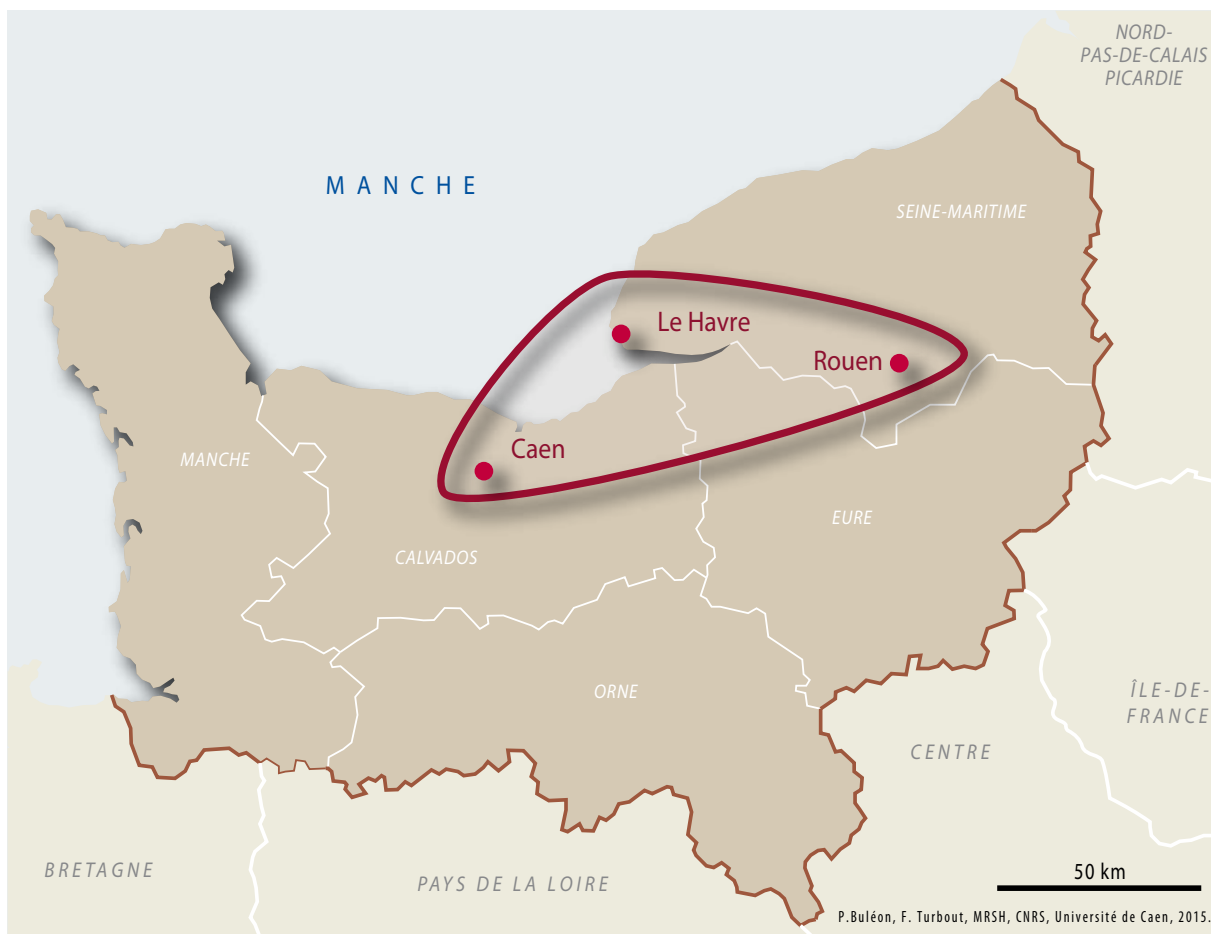 NORD-
PAS-DE-CALAIS
PICARDIE
MANCHE
SEINE-MARITIME
Le Havre
Rouen
Caen
MANCHE
EURE
CALVADOS
ORNE
ÎLE-DE-
FRANCE
CENTRE
BRETAGNE
PAYS DE LA LOIRE
50 km
P.Buléon, F. Turbout, MRSH, CNRS, Université de Caen, 2015.